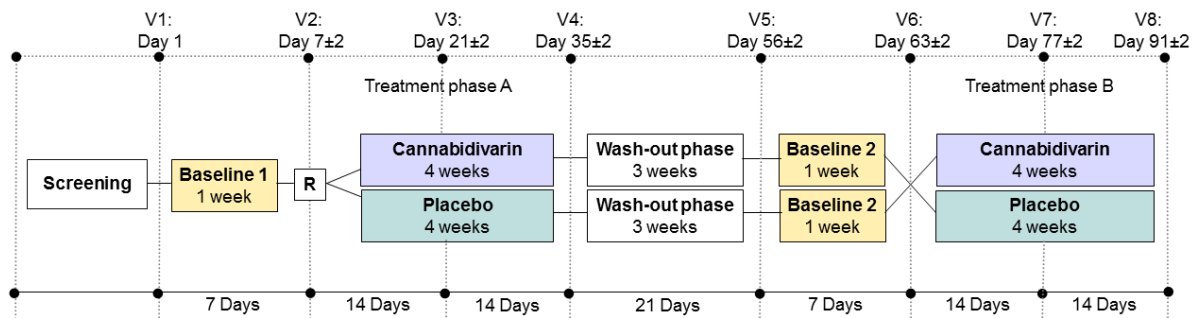 V1:
Day 1
V2:
Day 7±2
V3:
Day 21±2
V4:
Day 35±2
V5:
Day 56±2
V6:
Day 63±2
V7:
Day 77±2
V8:
Day 91±2
Treatment phase A
Treatment phase B
Screening
Baseline 1
1 week
R
Cannabidivarin
4 weeks
Placebo
4 weeks
Wash-out phase
3 weeks
Wash-out phase
3 weeks
Baseline 2
1 week
Baseline 2
1 week
Cannabidivarin
4 weeks
Placebo
4 weeks
7 Days
14 Days
14 Days
21 Days
7 Days
14 Days
14 Days